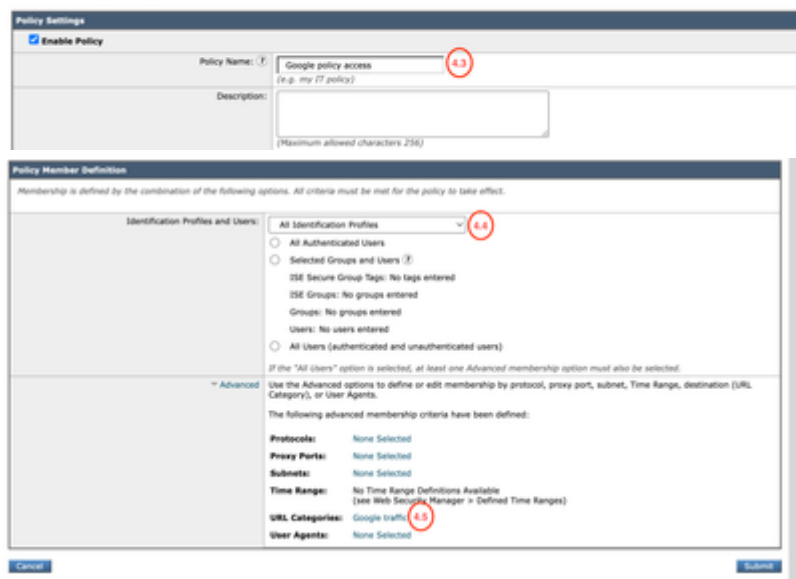 Policy Settings
Enable Policy
Policy Name: ? Google policy access 4.3
(e.g. my IT policy)
Description:
(Maximum allowed characters 256)
Policy Member Definition
Membership is defined by the combination of the following options. All criteria must be met for the policy to take effect.
Identification Profiles and Users: All Identification Profiles 4.4
All Authenticated Users
Selected Groups and Users ?
ISE Secure Group Tags: No tags entered
ISE Groups: No groups entered
Groups: No groups entered
Users: No users entered
All Users (authenticated and unauthenticated users)
If the "All Users" option is selected, at least one Advanced membership option must also be selected.
Advanced Use the Advanced options to define or edit membership by protocol, proxy port, subnet, Time Range, destination (URL
Category), or User Agents.
The following advanced membership criteria have been defined:
Protocols: None Selected
Proxy Ports: None Selected
Subnets: None Selected
Time Range: No Time Range Definitions Available
(see Web Security Manager > Defined Time Ranges)
URL Categories: Google traffic 4.5
User Agents: None Selected
Cancel Submit